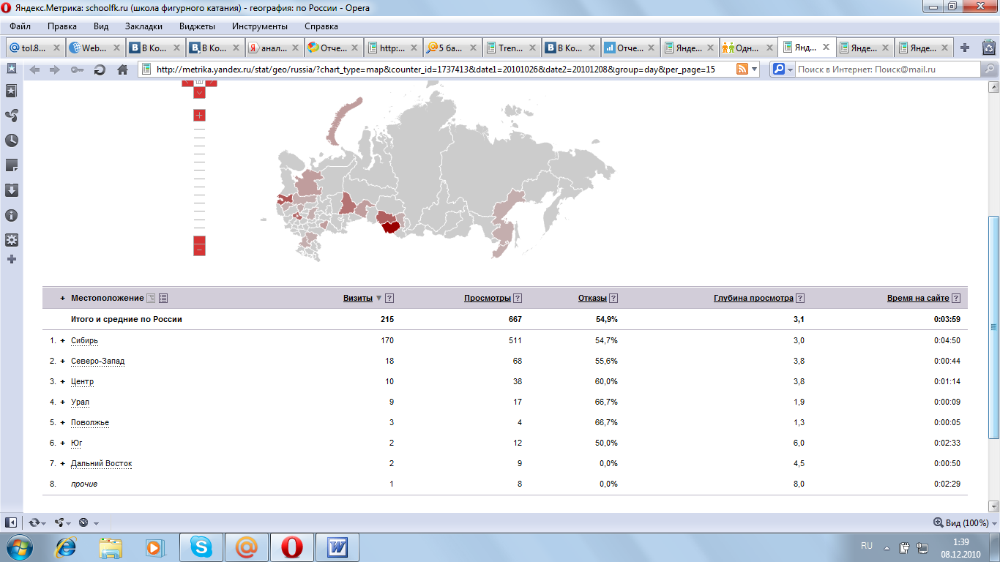 Яндекс.Метрика: schoolfk.ru (школа фигурного катания) - география: по России - Opera
Файл Правка Вид Закладки Виджеты Инструменты Справка
tol.8... Web... В Ко... В Ко... анал... Отче... http:... 5 ба... Tren... В Ко... Отче... Янде... Одн... Янд... Янде... Янде...
http://metrika.yandex.ru/stat/geo/russia/?chart_type=map&counter_id=1737413&date1=20101026&date2=20101208&group=day&per_page=15 Поиск в Интернет: Поиск@mail.ru
+ Местоположение Визиты ▼ ? Просмотры ? Отказы ? Глубина просмотра ? Время на сайте ?
Итого и средние по России 215 667 54,9% 3,1 0:03:59
1. + Сибирь 170 511 54,7% 3,0 0:04:50
2. + Северо-Запад 18 68 55,6% 3,8 0:00:44
3. + Центр 10 38 60,0% 3,8 0:01:14
4. + Урал 9 17 66,7% 1,9 0:00:09
5. + Поволжье 3 4 66,7% 1,3 0:00:05
6. + Юг 2 12 50,0% 6,0 0:02:33
7. + Дальний Восток 2 9 0,0% 4,5 0:00:50
8. прочие 1 8 0,0% 8,0 0:02:29
Вид (100%)
RU 1:39
08.12.2010